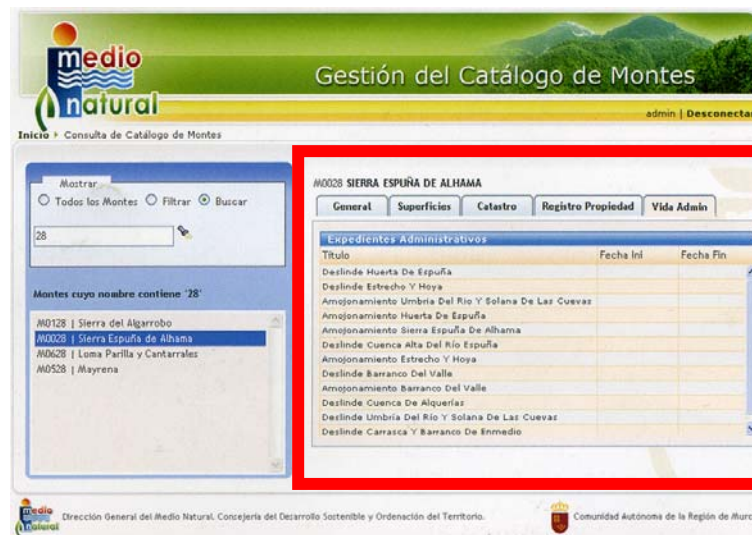 medio
natural
Gestión del Catálogo de Montes
admin | Desconectar
Inicio Consulta de Catálogo de Montes
Mostrar
Todos los Montes Filtrar Buscar
28
Montes cuyo nombre contiene '28'
M0128 | Sierra del Algarrobo
M0028 | Sierra Espuña de Alhama
M0628 | Loma Parilla y Cantarrales
M0528 | Mayrena
M0028 SIERRA ESPUÑA DE ALHAMA
General Superficies Catastro Registro Propiedad Vida Admin
Expedientes Administrativos
Título Fecha Ini Fecha Fin
Deslinde Huerta De Espuña
Deslinde Estrecho Y Hoya
Amojonamiento Umbria Del Rio Y Solana De Las Cuevas
Amojonamiento Huerta De Espuña
Amojonamiento Sierra Espuña De Alhama
Deslinde Cuenca Alta Del Río Espuña
Amojonamiento Estrecho Y Hoya
Deslinde Barranco Del Valle
Amojonamiento Barranco Del Valle
Deslinde Cuenca De Alquerías
Deslinde Umbría Del Río Y Solana De Las Cuevas
Deslinde Carrasca Y Barranco De Enmedio
medio
natural
Dirección General del Medio Natural. Consejería del Desarrollo Sostenible y Ordenación del Territorio.
Comunidad Autónoma de la Región de Murc